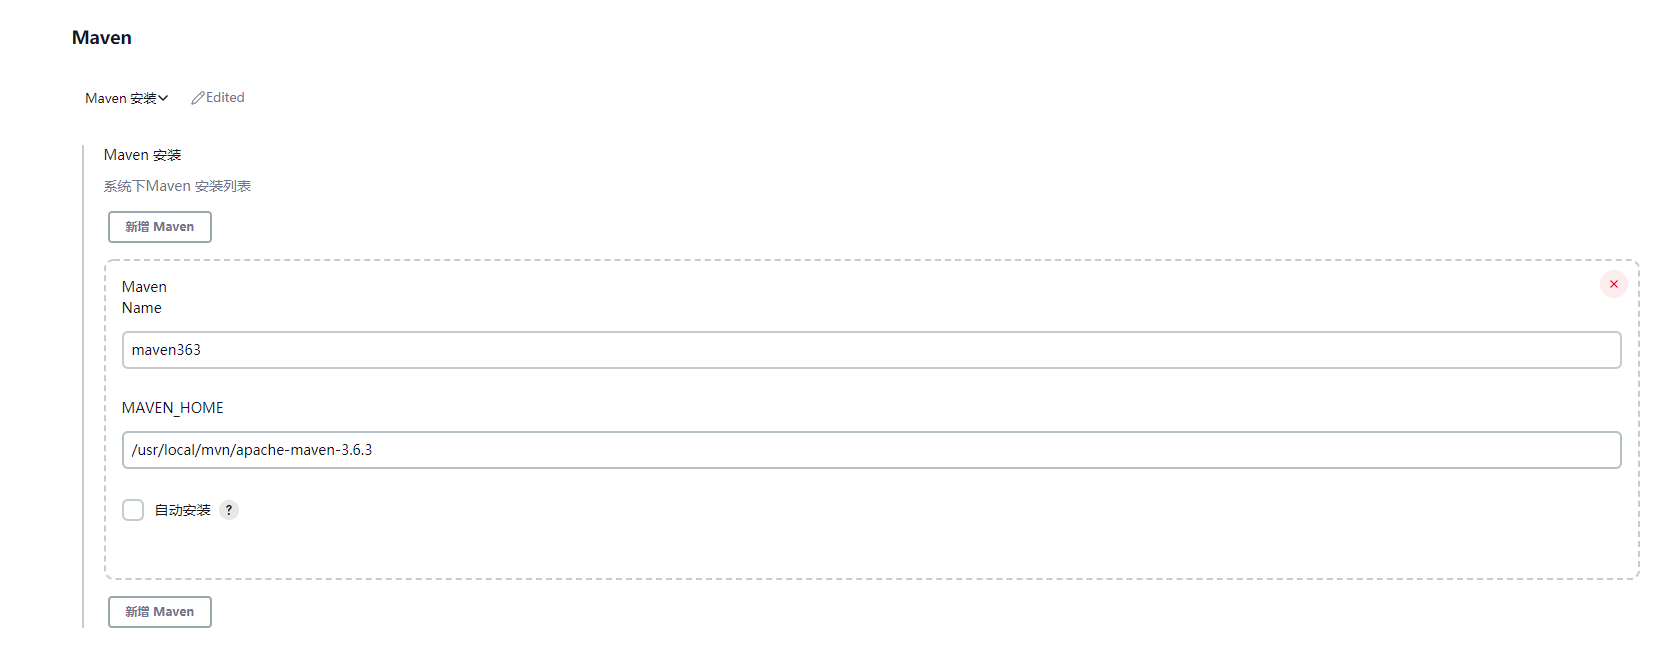 Maven
Maven 安装
Edited
Maven 安装
系统下Maven 安装列表
新增 Maven
Maven
Name
maven363
MAVEN_HOME
/usr/local/mvn/apache-maven-3.6.3
自动安装 ?
新增 Maven